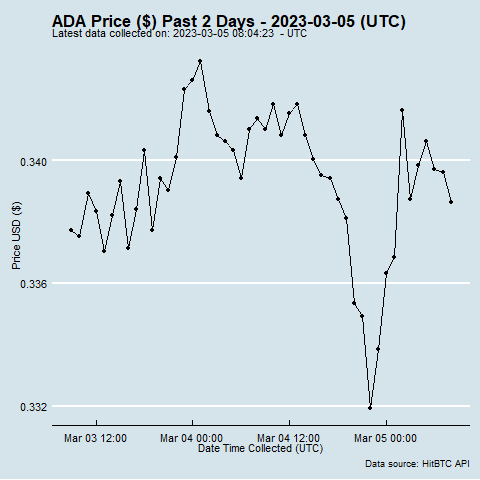 ADA Price ($) Past 2 Days - 2023-03-05 (UTC)
Latest data collected on: 2023-03-05 08:04:23  - UTC
0.340
0.336
0.332
Price USD ($)
Mar 03 12:00
Mar 04 00:00
Mar 04 12:00
Mar 05 00:00
Date Time Collected (UTC)
Data source: HitBTC API